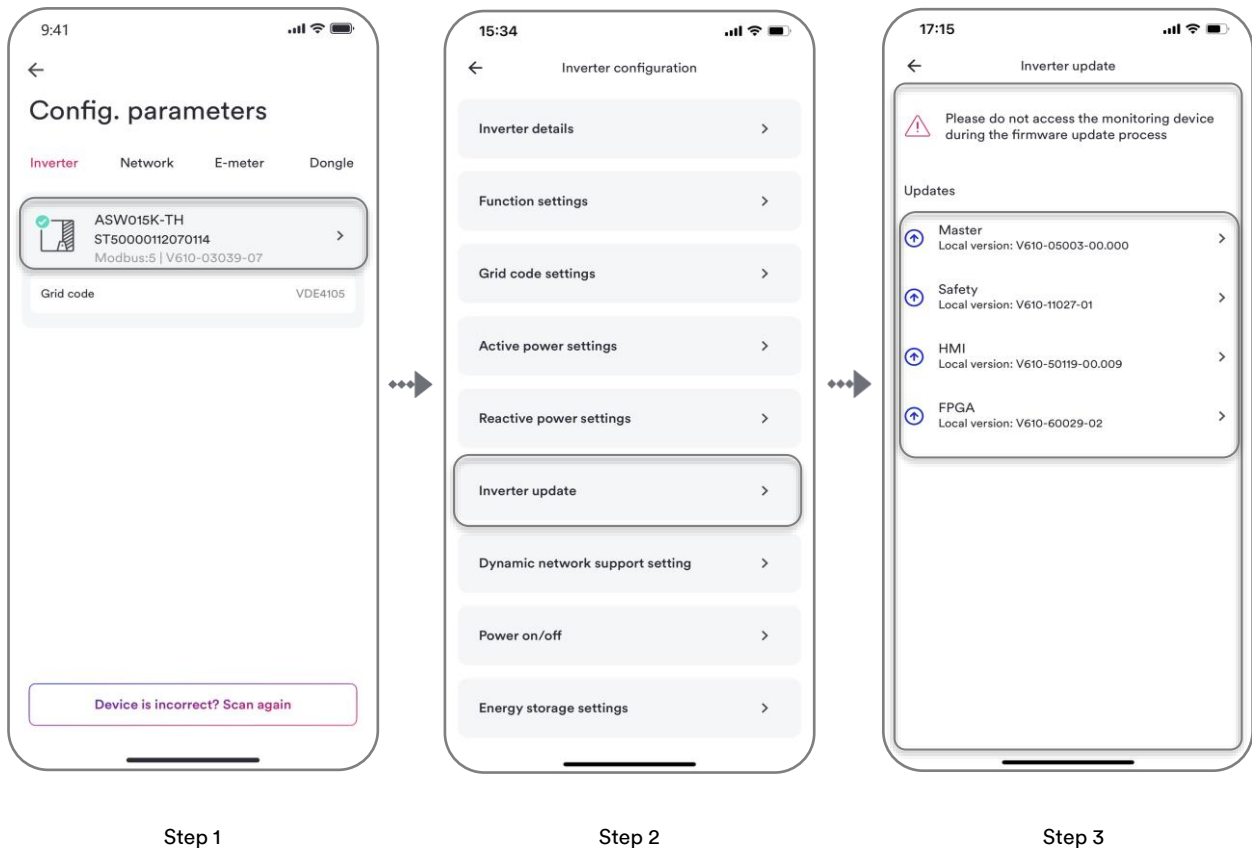 9:41
Config. parameters
Inverter Network E-meter Dongle
ASW015K-TH
ST50000112070114
Modbus:5 | V610-03039-07
Grid code VDE4105
Device is incorrect? Scan again
Step 1
15:34
Inverter configuration
Inverter details
Function settings
Grid code settings
Active power settings
Reactive power settings
Inverter update
Dynamic network support setting
Power on/off
Energy storage settings
Step 2
17:15
Inverter update
Please do not access the monitoring device
during the firmware update process
Updates
Master
Local version: V610-05003-00.000
Safety
Local version: V610-11027-01
HMI
Local version: V610-50119-00.009
FPGA
Local version: V610-60029-02
Step 3